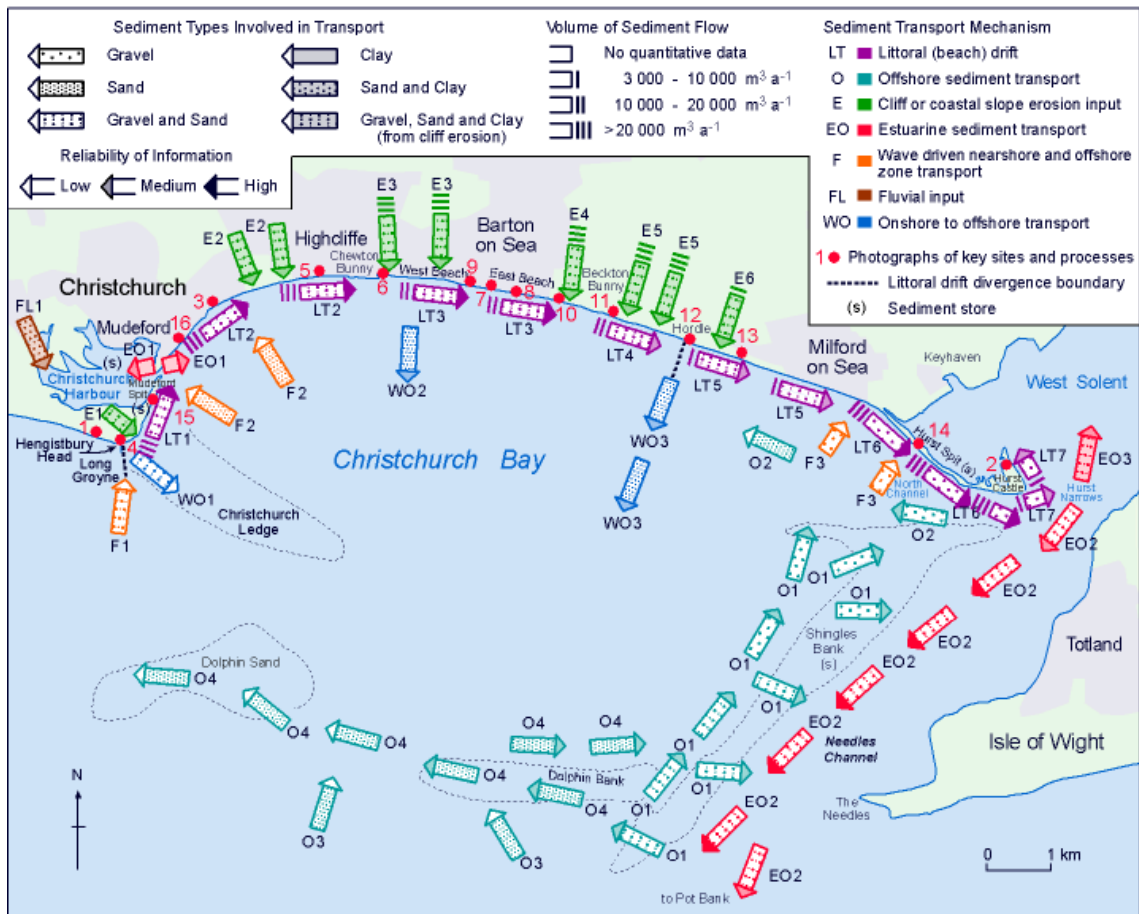 Sediment Types Involved in Transport
Gravel
Clay
Sand
Sand and Clay
Gravel and Sand
Gravel, Sand and Clay
(from cliff erosion)
Reliability of Information
Low
Medium
High
Volume of Sediment Flow
No quantitative data
3 000 - 10 000 m³ a⁻¹
10 000 - 20 000 m³ a⁻¹
>20 000 m³ a⁻¹
Sediment Transport Mechanism
LT Littoral (beach) drift
O Offshore sediment transport
E Cliff or coastal slope erosion input
EO Estuarine sediment transport
F Wave driven nearshore and offshore
zone transport
FL Fluvial input
WO Onshore to offshore transport
1 Photographs of key sites and processes
Littoral drift divergence boundary
(s) Sediment store
E3
E3
E2
E2
Highcliffe
Barton
on Sea
E4
E5
E5
E6
Chewton
Bunny
5
6
West Beach
9
7
East Beach
8
10
Beckton
Bunny
11
12
Hordle
13
Christchurch
3
FL1
Mudeford
16
EO1
(s)
EO1
LT2
LT2
LT3
LT3
LT4
LT5
LT5
Milford
on Sea
Keyhaven
West Solent
Christchurch
Harbour
Mudeford
Spit
(s)
E1
1
4
15
LT1
Hengistbury
Head
Long
Groyne
F1
WO1
F2
F2
WO2
WO3
WO3
Christchurch
Ledge
Christchurch Bay
O2
F3
F3
LT6
14
Hurst Spit (s)
2
Hurst
Castle
LT7
LT7
LT6
North
Channel
O2
Hurst
Narrows
EO3
EO2
EO2
EO2
EO2
EO2
EO2
EO2
O1
O1
O1
O1
O1
O1
O1
O1
O1
Shingles
Bank
(s)
Totland
Isle of Wight
Needles
Channel
The
Needles
Dolphin Sand
O4
O4
O4
O4
O4
O4
O4
Dolphin Bank
O3
O3
N
to Pot Bank
0 1 km